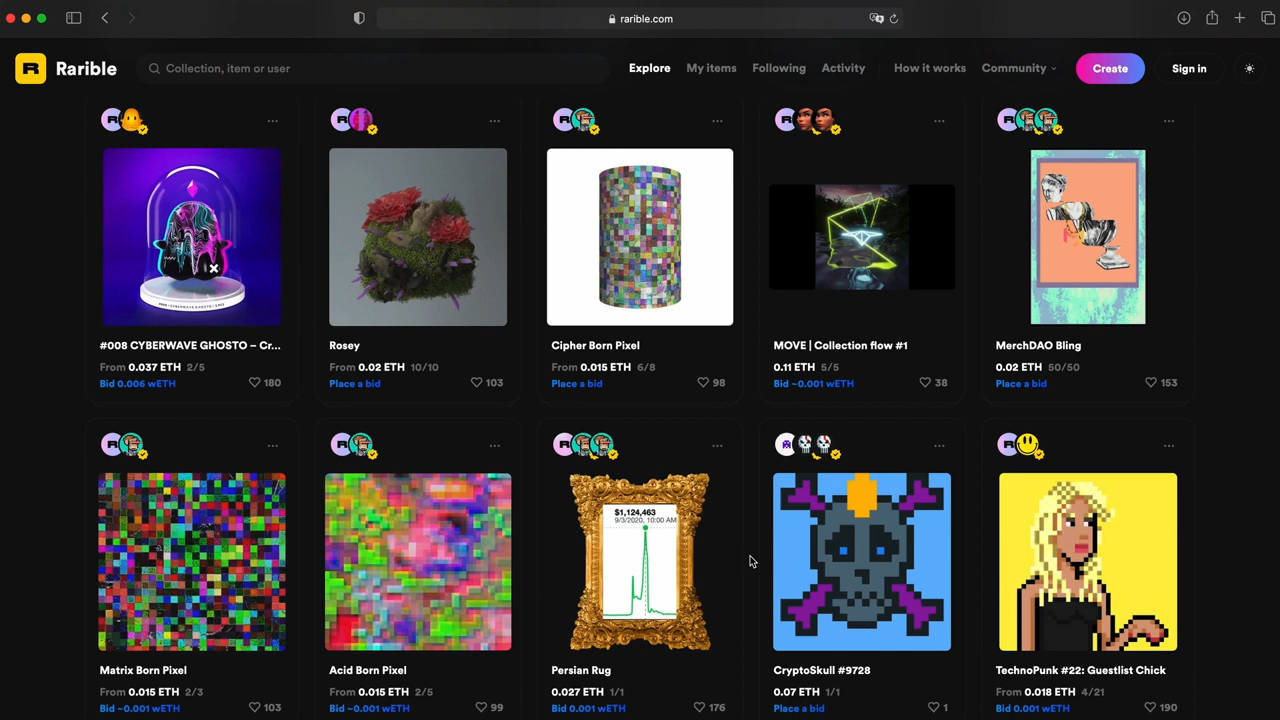 rarible.com
R Rarible
Collection, item or user
Explore My items Following Activity How it works Community Create Sign in
#008 CYBERWAVE GHOSTO – Cr...
From 0.037 ETH 2/5
Bid 0.006 wETH 180
Rosey
From 0.02 ETH 10/10
Place a bid 103
Cipher Born Pixel
From 0.015 ETH 6/8
Place a bid 98
MOVE | Collection flow #1
0.11 ETH 5/5
Bid ~0.001 wETH 38
MerchDAO Bling
0.02 ETH 50/50
Place a bid 153
Matrix Born Pixel
From 0.015 ETH 2/3
Bid ~0.001 wETH 103
Acid Born Pixel
From 0.015 ETH 2/5
Bid ~0.001 wETH 99
$1,124,463
9/3/2020, 10:00 AM
Persian Rug
0.027 ETH 1/1
Bid 0.001 wETH 176
CryptoSkull #9728
0.07 ETH 1/1
Place a bid 1
TechnoPunk #22: Guestlist Chick
From 0.018 ETH 4/21
Bid 0.001 wETH 190